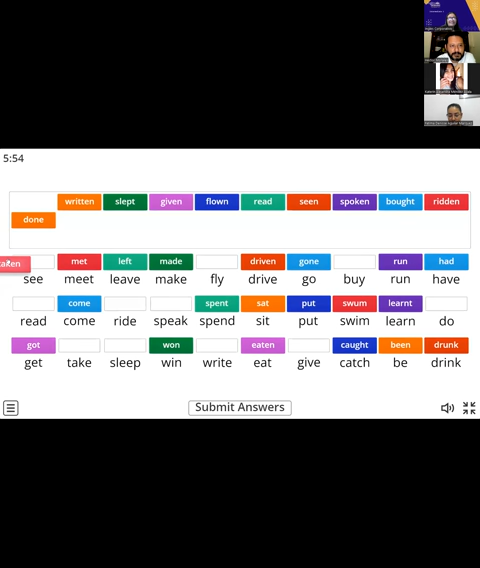 5:54
written slept given flown read seen spoken bought ridden
done
met left made driven gone run had
see meet leave make fly drive go buy run have
come spent sat put swum learnt
read come ride speak spend sit put swim learn do
got won eaten caught been drunk
get take sleep win write eat give catch be drink
Submit Answers